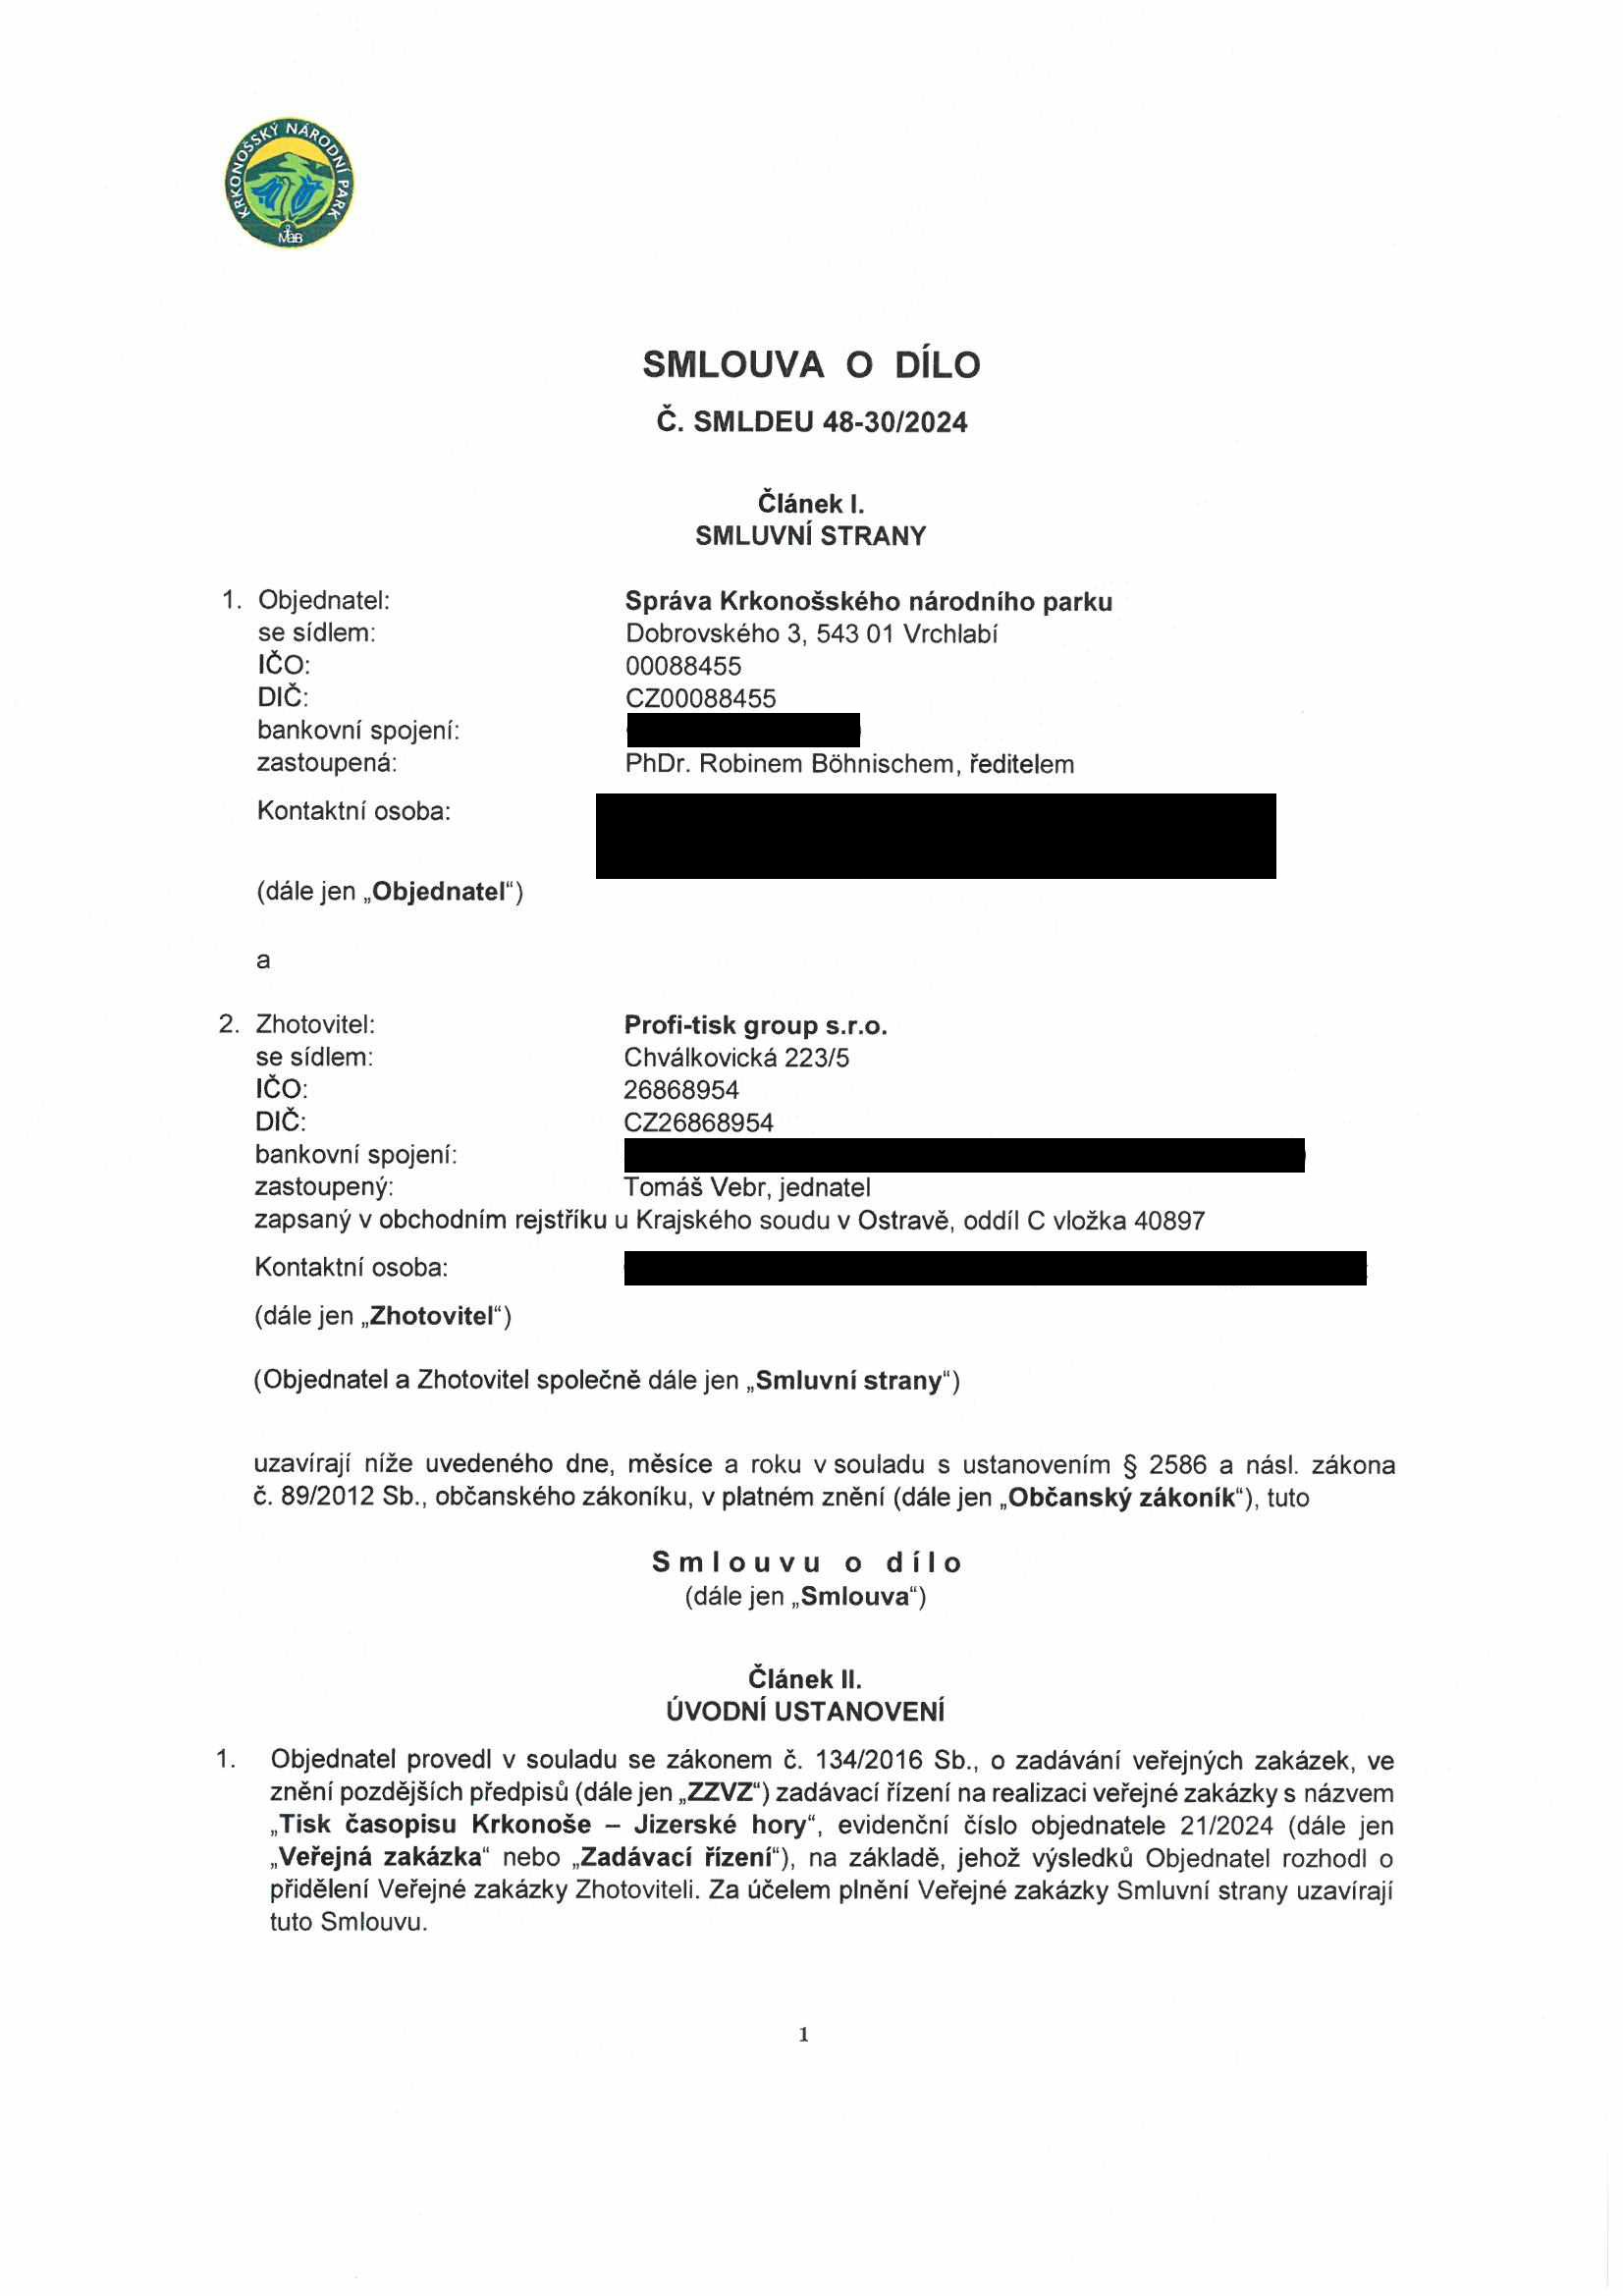 KRKONOŠSKÝ NÁRODNÍ PARK
MaB
SMLOUVA O DÍLO
Č. SMLDEU 48-30/2024
Článek I.
SMLUVNÍ STRANY
1. Objednatel: Správa Krkonošského národního parku
se sídlem: Dobrovského 3, 543 01 Vrchlabí
IČO: 00088455
DIČ: CZ00088455
bankovní spojení:
zastoupená: PhDr. Robinem Böhnischem, ředitelem
Kontaktní osoba:
(dále jen „Objednatel“)
a
2. Zhotovitel: Profi-tisk group s.r.o.
se sídlem: Chválkovická 223/5
IČO: 26868954
DIČ: CZ26868954
bankovní spojení:
zastoupený: Tomáš Vebr, jednatel
zapsaný v obchodním rejstříku u Krajského soudu v Ostravě, oddíl C vložka 40897
Kontaktní osoba:
(dále jen „Zhotovitel“)
(Objednatel a Zhotovitel společně dále jen „Smluvní strany“)
uzavírají níže uvedeného dne, měsíce a roku v souladu s ustanovením § 2586 a násl. zákona
č. 89/2012 Sb., občanského zákoníku, v platném znění (dále jen „Občanský zákoník“), tuto
Smlouvu o dílo
(dále jen „Smlouva“)
Článek II.
ÚVODNÍ USTANOVENÍ
1. Objednatel provedl v souladu se zákonem č. 134/2016 Sb., o zadávání veřejných zakázek, ve
znění pozdějších předpisů (dále jen „ZZVZ“) zadávací řízení na realizaci veřejné zakázky s názvem
„Tisk časopisu Krkonoše – Jizerské hory“, evidenční číslo objednatele 21/2024 (dále jen
„Veřejná zakázka“ nebo „Zadávací řízení“), na základě, jehož výsledků Objednatel rozhodl o
přidělení Veřejné zakázky Zhotoviteli. Za účelem plnění Veřejné zakázky Smluvní strany uzavírají
tuto Smlouvu.
1